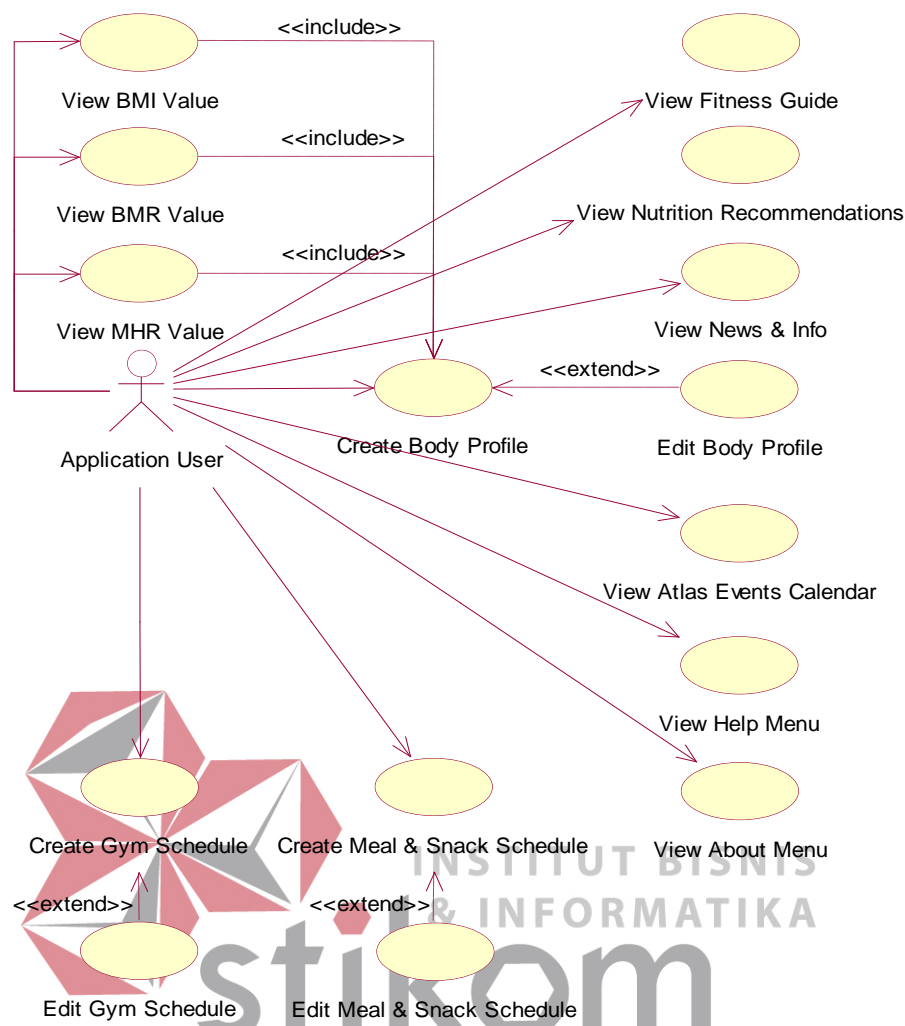 <<include>>
View BMI Value
View Fitness Guide
<<include>>
View BMR Value
View Nutrition Recommendations
<<include>>
View MHR Value
View News & Info
<<extend>>
Application User
Create Body Profile
Edit Body Profile
View Atlas Events Calendar
View Help Menu
Create Gym Schedule
Create Meal & Snack Schedule
View About Menu
INSTITUT BISNIS
<<extend>>
<<extend>>
& INFORMATIKA
stikom
Edit Gym Schedule
Edit Meal & Snack Schedule